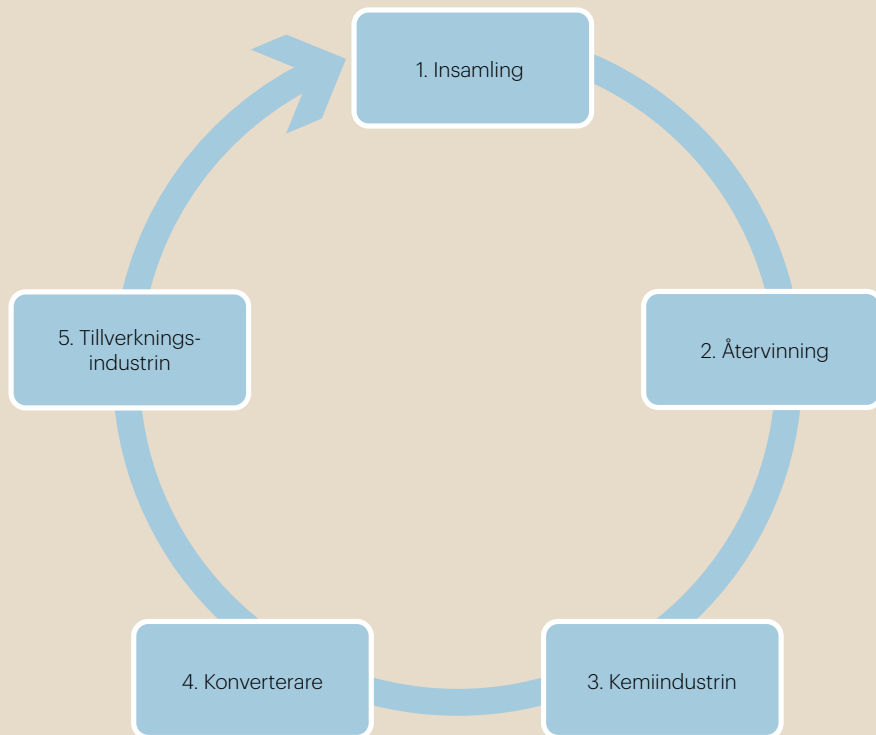 1. Insamling
2. Återvinning
3. Kemiindustrin
4. Konverterare
5. Tillverknings-
industrin